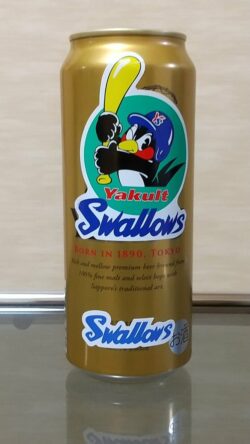 YS
Yakult
Swallows
BORN IN 1890, TOKYO
Rich and mellow premium beer brewed from
100% fine malt and select hops with
Sapporo's traditional art.
Swallows
お酒